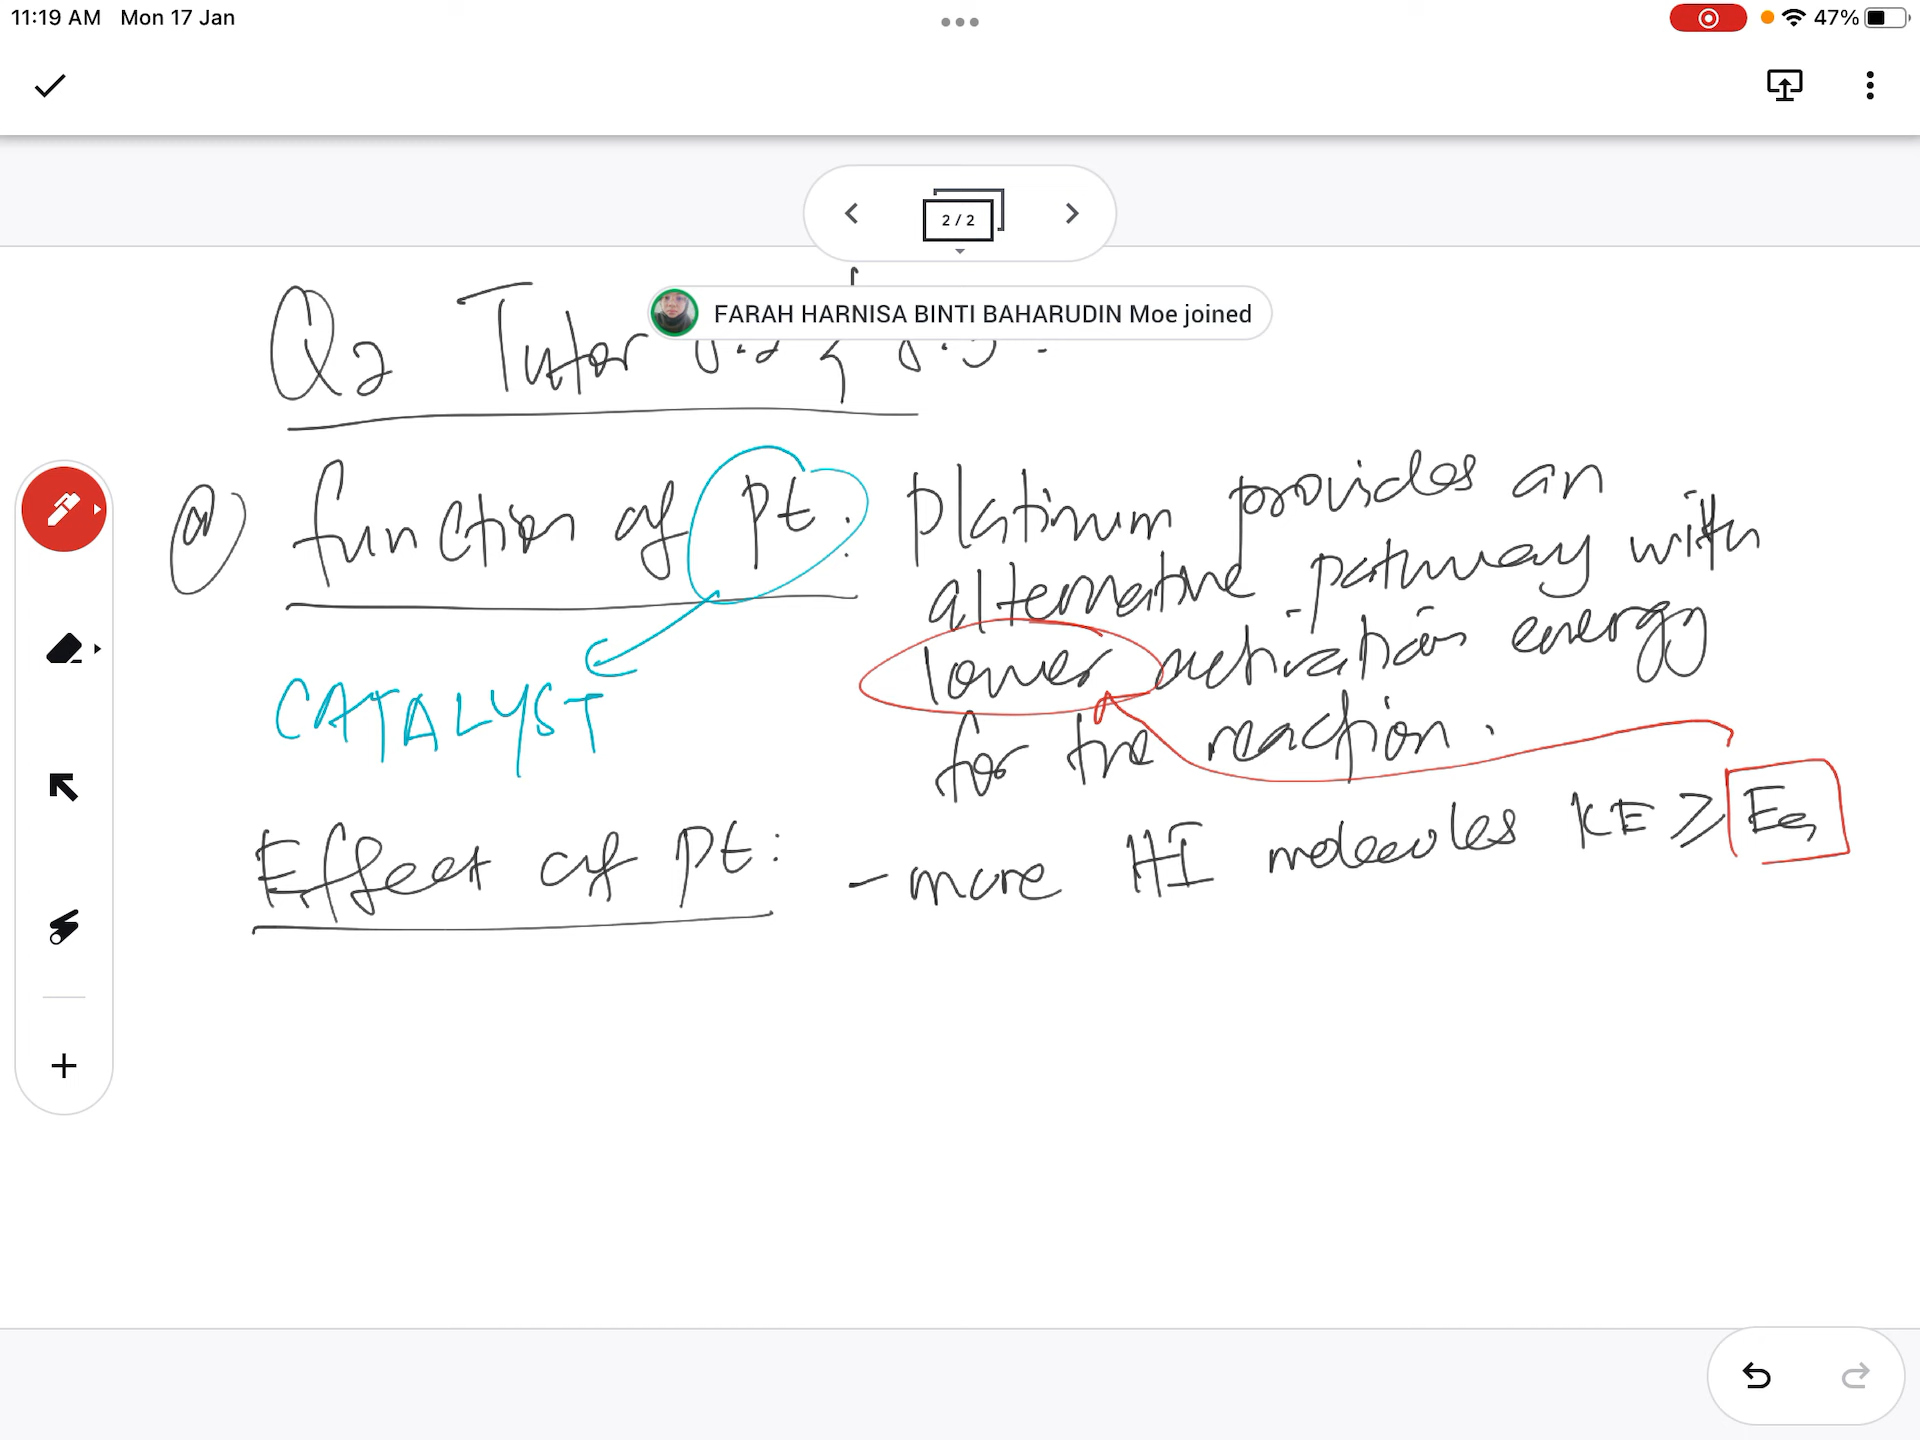 11:19 AM Mon 17 Jan
47%
2 / 2
FARAH HARNISA BINTI BAHARUDIN Moe joined
Q2 Tutor
a) function of Pt: Platinum provides an
alternative pathway with
lower activation energy
for the reaction.
CATALYST
Effect of Pt: - more HI molecules KE ≥ Ea